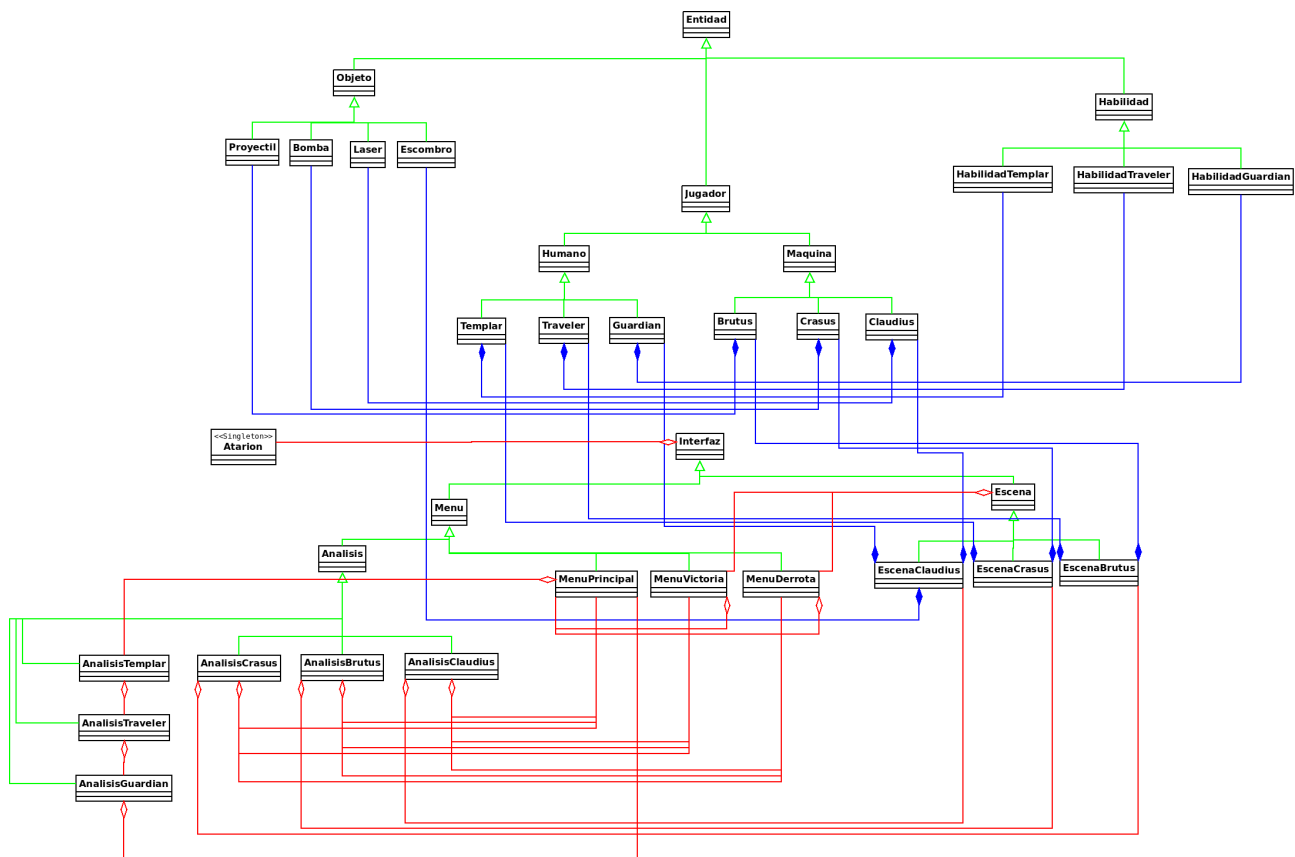 Entidad
Objeto
Habilidad
Proyectil
Bomba
Laser
Escombro
HabilidadTemplar
HabilidadTraveler
HabilidadGuardian
Jugador
Humano
Maquina
Templar
Traveler
Guardian
Brutus
Crasus
Claudius
<<Singleton>>
Atarion
Interfaz
Menu
Escena
Analisis
MenuPrincipal
MenuVictoria
MenuDerrota
EscenaClaudius
EscenaCrasus
EscenaBrutus
AnalisisTemplar
AnalisisCrasus
AnalisisBrutus
AnalisisClaudius
AnalisisTraveler
AnalisisGuardian